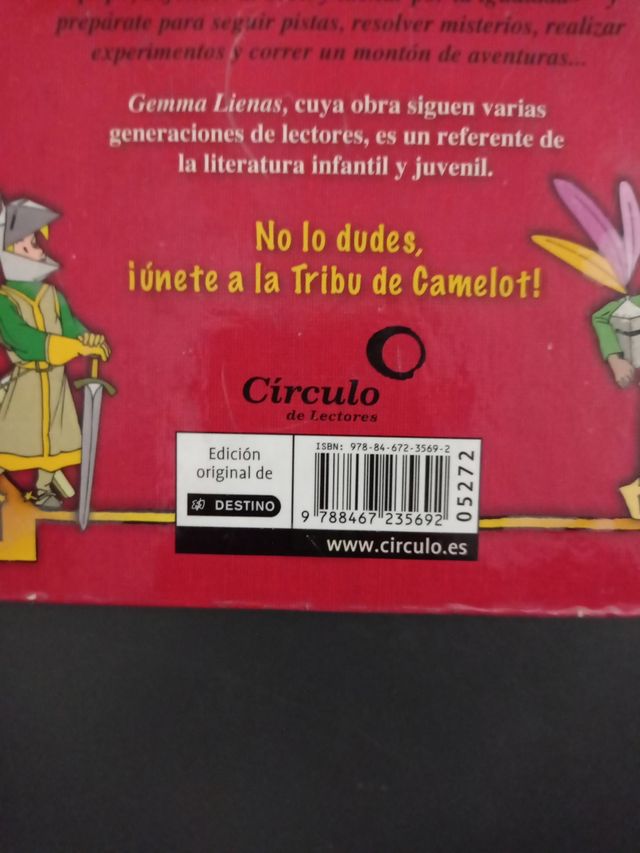 prepárate para seguir pistas, resolver misterios, realizar
experimentos y correr un montón de aventuras...
Gemma Lienas, cuya obra siguen varias
generaciones de lectores, es un referente de
la literatura infantil y juvenil.
No lo dudes,
¡únete a la Tribu de Camelot!
Círculo
de Lectores
Edición
original de
DESTINO
ISBN: 978-84-672-3569-2
9 788467 235692
05272
www.circulo.es